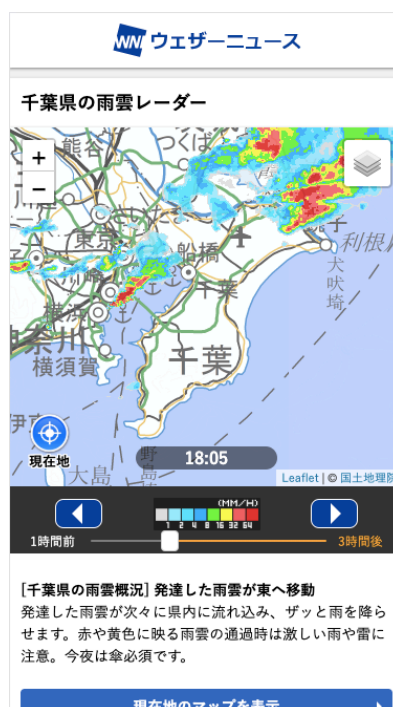 WN ウェザーニュース
千葉県の雨雲レーダー
+
−
熊谷
つくば
東京
船橋
千葉
川崎
横浜
神奈川
横須賀
千葉
利根川
犬吠埼
大島
野島
現在地
18:05
Leaflet | © 国土地理院
(MM/H)
1 2 4 8 16 32 64
1時間前
3時間後
[千葉県の雨雲概況] 発達した雨雲が東へ移動
発達した雨雲が次々に県内に流れ込み、ザッと雨を降ら
せます。赤や黄色に映る雨雲の通過時は激しい雨や雷に
注意。今夜は傘必須です。
現在地のマップを表示